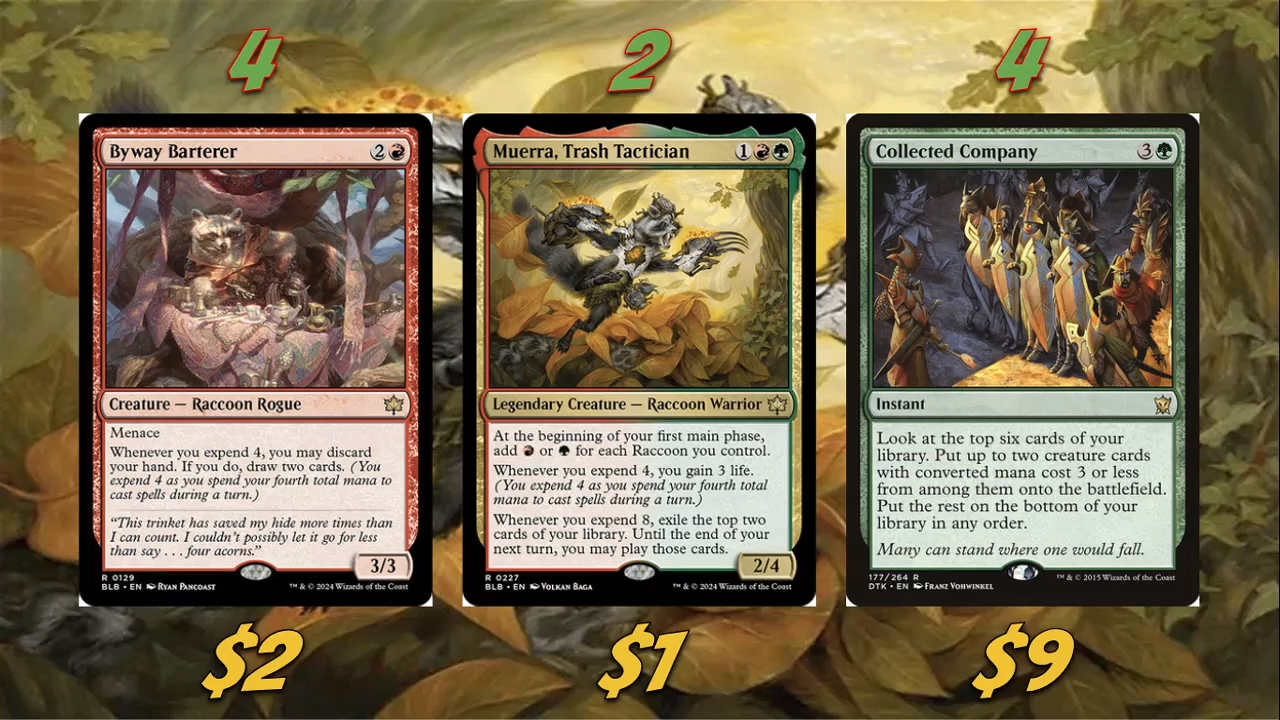 4
2
4
Byway Barterer 2
Creature — Raccoon Rogue
Menace
Whenever you expend 4, you may discard
your hand. If you do, draw two cards. (You
expend 4 as you spend your fourth total mana to
cast spells during a turn.)
“This trinket has saved my hide more times than
I can count. I couldn’t possibly let it go for less
than say . . . four acorns.”
3/3
R 0129
BLB • EN Ryan Pancoast
™ & © 2024 Wizards of the Coast
Muerra, Trash Tactician 1
Legendary Creature — Raccoon Warrior
At the beginning of your first main phase,
add or for each Raccoon you control.
Whenever you expend 4, you gain 3 life.
(You expend 4 as you spend your fourth total
mana to cast spells during a turn.)
Whenever you expend 8, exile the top two
cards of your library. Until the end of your
next turn, you may play those cards.
2/4
R 0227
BLB • EN Volkan Baga
™ & © 2024 Wizards of the Coast
Collected Company 3
Instant
Look at the top six cards of your
library. Put up to two creature cards
with converted mana cost 3 or less
from among them onto the battlefield.
Put the rest on the bottom of your
library in any order.
Many can stand where one would fall.
177/264 R
DTK • EN Franz Vohwinkel
™ & © 2015 Wizards of the Coast
$2
$1
$9